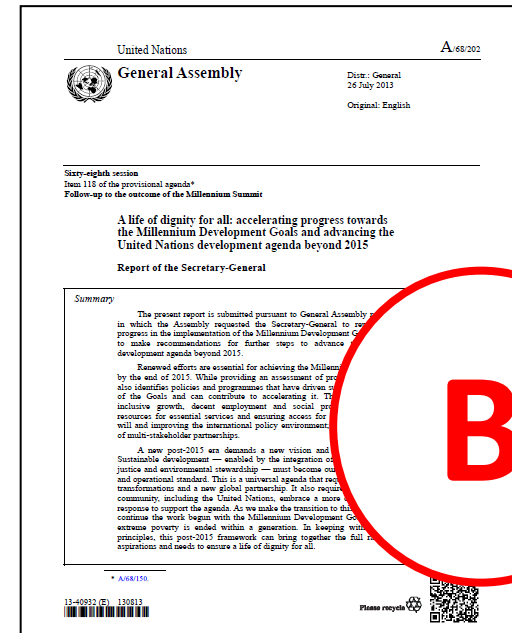 United Nations A/68/202
General Assembly
Distr.: General
26 July 2013
Original: English
Sixty-eighth session
Item 118 of the provisional agenda*
Follow-up to the outcome of the Millennium Summit
A life of dignity for all: accelerating progress towards
the Millennium Development Goals and advancing the
United Nations development agenda beyond 2015
Report of the Secretary-General
Summary
The present report is submitted pursuant to General Assembly
in which the Assembly requested the Secretary-General to
progress in the implementation of the Millennium Development
to make recommendations for further steps to advance
development agenda beyond 2015.
Renewed efforts are essential for achieving the
by the end of 2015. While providing an assessment of
also identifies policies and programmes that have driven
of the Goals and can contribute to accelerating it.
inclusive growth, decent employment and social
resources for essential services and ensuring access for
will and improving the international policy environment;
of multi-stakeholder partnerships.
A new post-2015 era demands a new vision and
Sustainable development — enabled by the integration
justice and environmental stewardship — must become
and operational standard. This is a universal agenda that
transformations and a new global partnership. It also
community, including the United Nations, embrace a more
response to support the agenda. As we make the transition to
continue the work begun with the Millennium Development
extreme poverty is ended within a generation. In keeping
principles, this post-2015 framework can bring together the full
aspirations and needs to ensure a life of dignity for all.
* A/68/150.
13-40932 (E) 130813
Please recycle
B